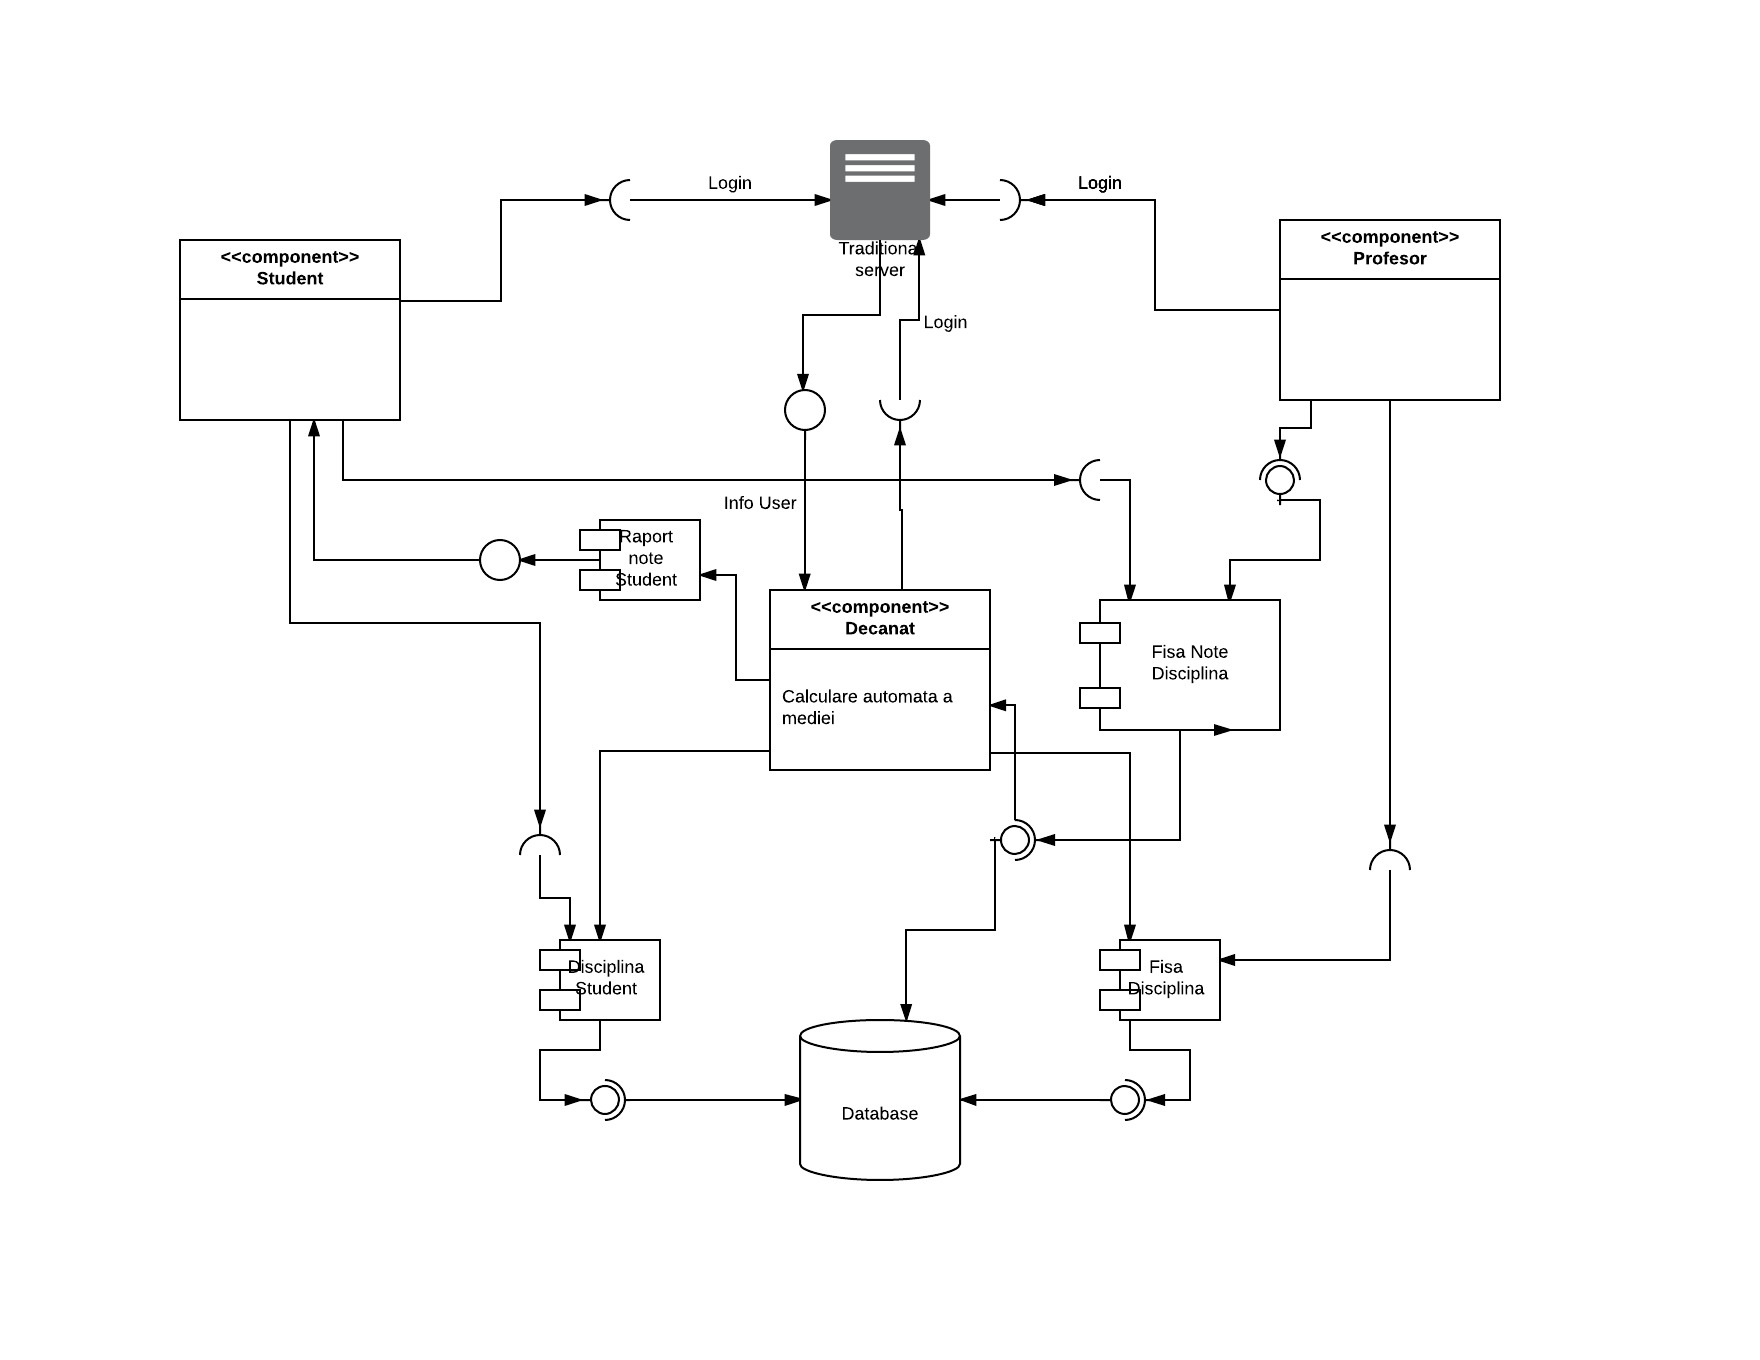 Login
Login
<<component>>
Profesor
<<component>>
Student
Traditional
server
Login
Info User
Raport
note
Student
<<component>>
Decanat
Calculare automata a
mediei
Fisa Note
Disciplina
Disciplina
Student
Fisa
Disciplina
Database